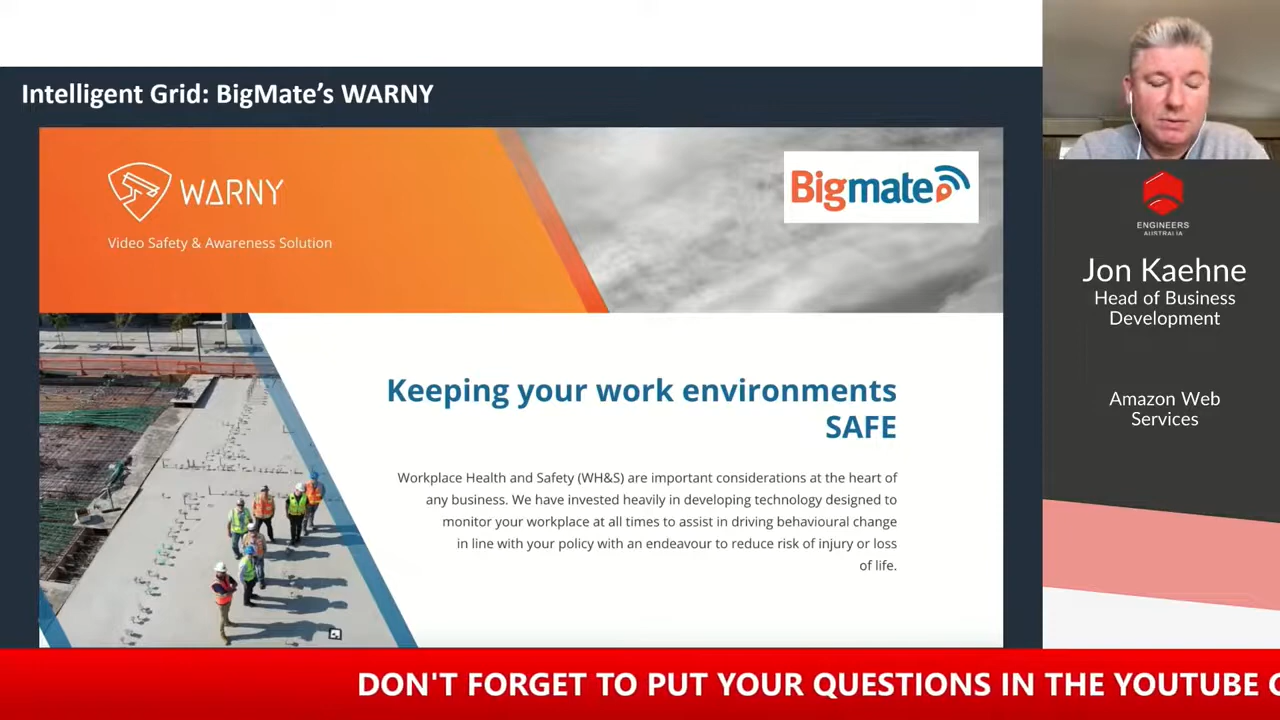 Intelligent Grid: BigMate's WARNY
WARNY
Video Safety & Awareness Solution
Bigmate
Keeping your work environments
SAFE
Workplace Health and Safety (WH&S) are important considerations at the heart of
any business. We have invested heavily in developing technology designed to
monitor your workplace at all times to assist in driving behavioural change
in line with your policy with an endeavour to reduce risk of injury or loss
of life.
ENGINEERS
AUSTRALIA
Jon Kaehne
Head of Business
Development
Amazon Web
Services
DON'T FORGET TO PUT YOUR QUESTIONS IN THE YOUTUBE